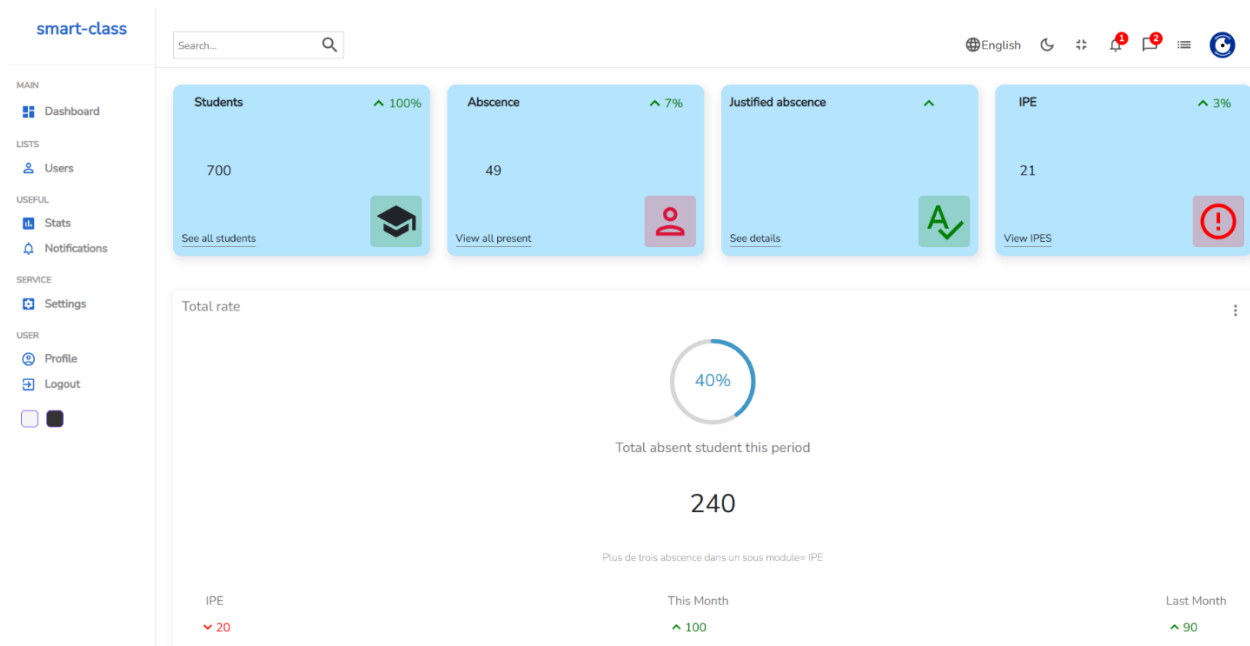 smart-class
Search...
English
1
2
MAIN
Dashboard
LISTS
Users
USEFUL
Stats
Notifications
SERVICE
Settings
USER
Profile
Logout
Students
100%
700
See all students
Abscence
7%
49
View all present
Justified abscence
See details
IPE
3%
21
View IPES
Total rate
40%
Total absent student this period
240
Plus de trois abscence dans un sous module= IPE
IPE
20
This Month
100
Last Month
90